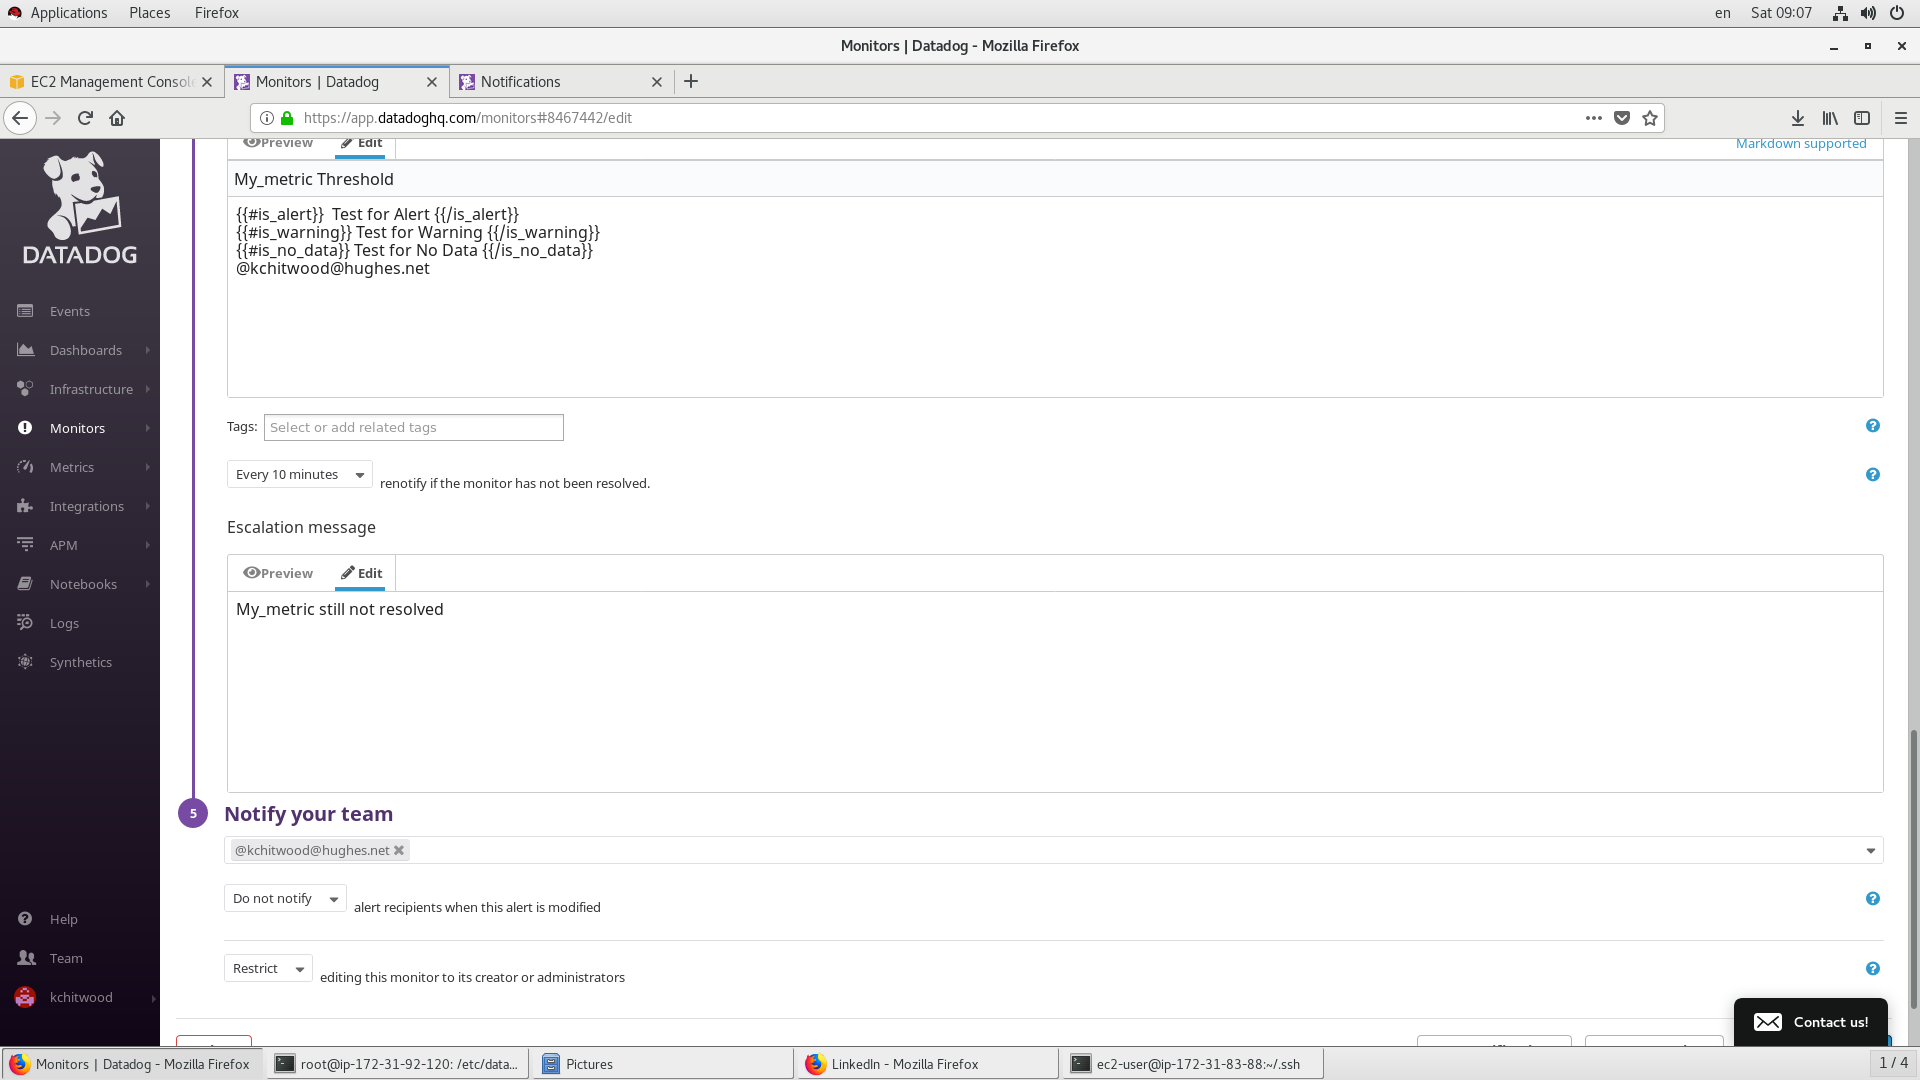 Applications Places Firefox en Sat 09:07
Monitors | Datadog - Mozilla Firefox
EC2 Management Consol Monitors | Datadog Notifications
https://app.datadoghq.com/monitors#8467442/edit
Preview Edit Markdown supported
My_metric Threshold
{{#is_alert}}  Test for Alert {{/is_alert}}
{{#is_warning}} Test for Warning {{/is_warning}}
{{#is_no_data}} Test for No Data {{/is_no_data}}
@kchitwood@hughes.net
DATADOG
Events
Dashboards
Infrastructure
Monitors
Metrics
Integrations
APM
Notebooks
Logs
Synthetics
Help
Team
kchitwood
Tags: Select or add related tags
Every 10 minutes renotify if the monitor has not been resolved.
Escalation message
Preview Edit
My_metric still not resolved
5 Notify your team
@kchitwood@hughes.net
Do not notify alert recipients when this alert is modified
Restrict editing this monitor to its creator or administrators
Contact us!
Monitors | Datadog - Mozilla Firefox root@ip-172-31-92-120: /etc/data... Pictures LinkedIn - Mozilla Firefox ec2-user@ip-172-31-83-88:~/.ssh 1 / 4